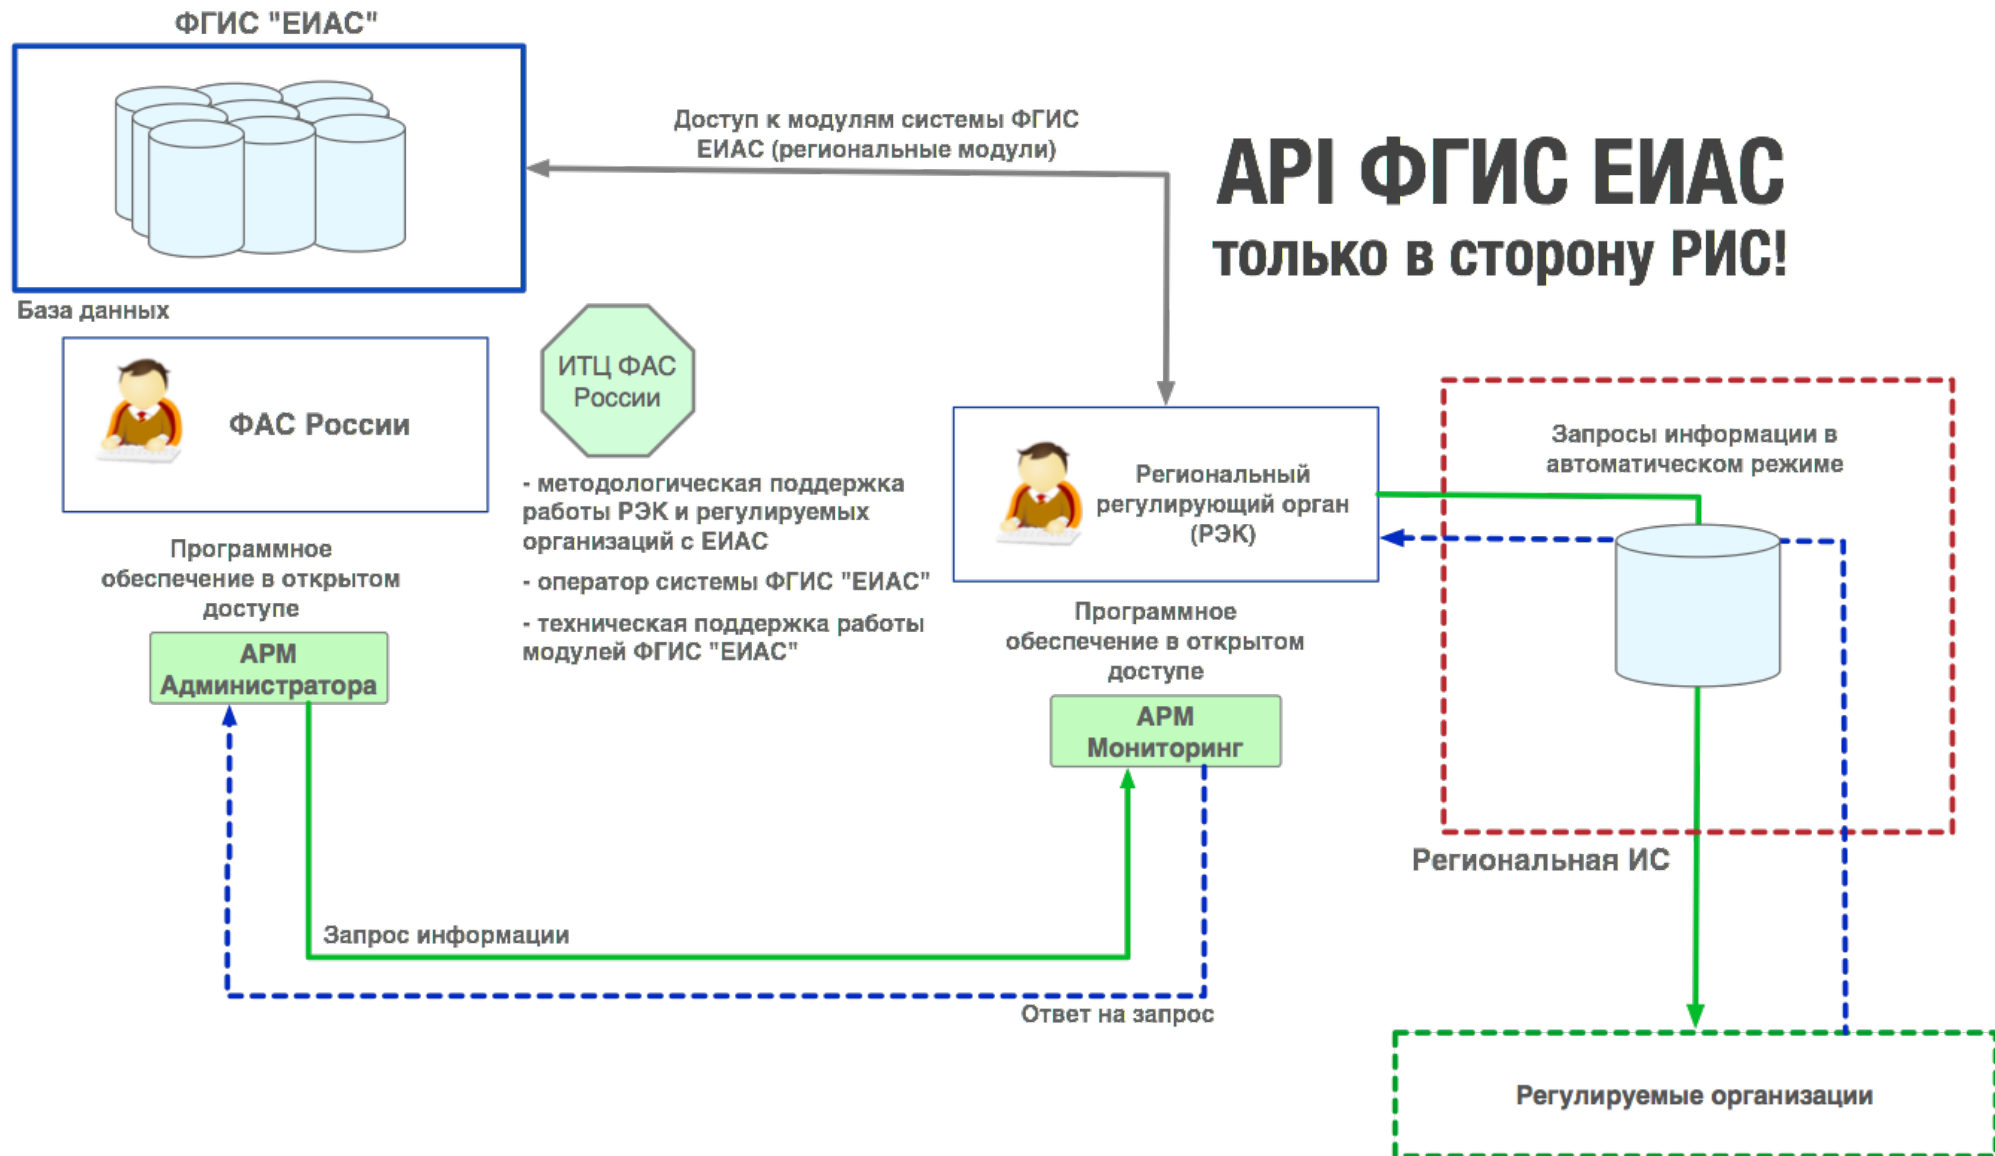 ФГИС "ЕИАС"
Доступ к модулям системы ФГИС
ЕИАС (региональные модули)
API ФГИС ЕИАС
только в сторону РИС!
База данных
ФАС России
ИТЦ ФАС
России
- методологическая поддержка
работы РЭК и регулируемых
организаций с ЕИАС
- оператор системы ФГИС "ЕИАС"
- техническая поддержка работы
модулей ФГИС "ЕИАС"
Программное
обеспечение в открытом
доступе
АРМ
Администратора
Региональный
регулирующий орган
(РЭК)
Программное
обеспечение в открытом
доступе
АРМ
Мониторинг
Запросы информации в
автоматическом режиме
Региональная ИС
Запрос информации
Ответ на запрос
Регулируемые организации